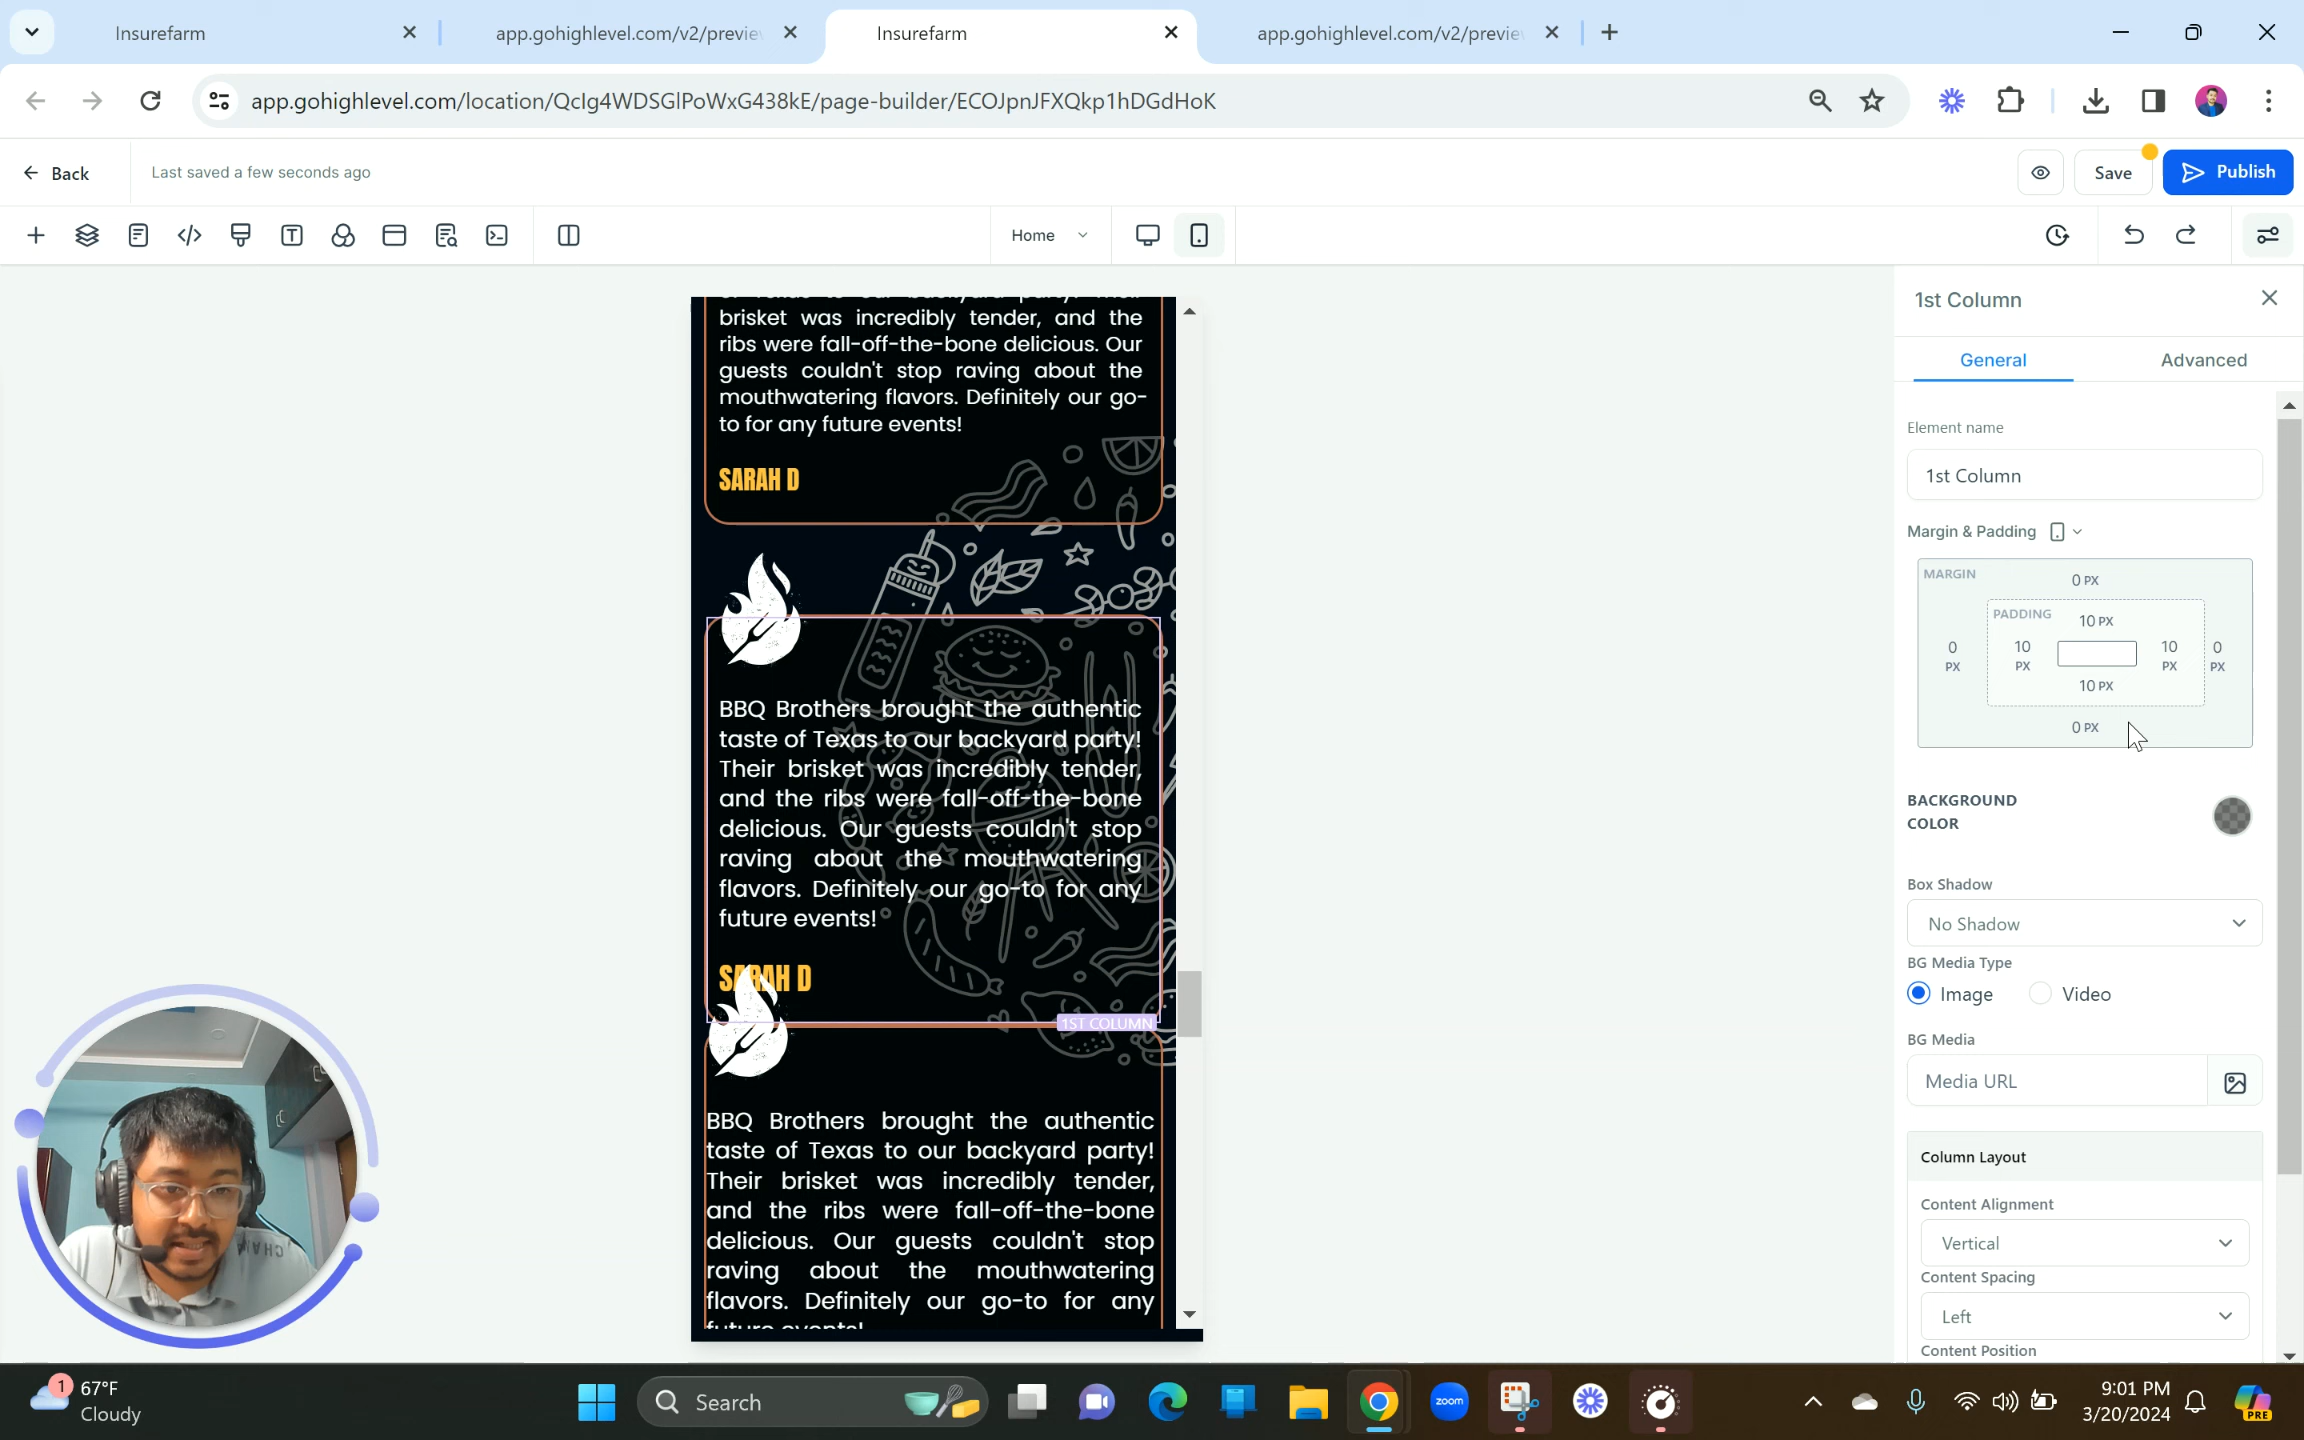 Insurefarm
app.gohighlevel.com/v2/previe
Insurefarm
app.gohighlevel.com/v2/previe
app.gohighlevel.com/location/QcIg4WDSGlPoWxG438kE/page-builder/ECOJpnJFXQkp1hDGdHoK
Back
Last saved a few seconds ago
Save
Publish
Home
brisket was incredibly tender, and the
ribs were fall-off-the-bone delicious. Our
guests couldn't stop raving about the
mouthwatering flavors. Definitely our go-
to for any future events!
SARAH D
BBQ Brothers brought the authentic
taste of Texas to our backyard party!
Their brisket was incredibly tender,
and the ribs were fall-off-the-bone
delicious. Our guests couldn't stop
raving about the mouthwatering
flavors. Definitely our go-to for any
future events!
SARAH D
1ST COLUMN
BBQ Brothers brought the authentic
taste of Texas to our backyard party!
Their brisket was incredibly tender,
and the ribs were fall-off-the-bone
delicious. Our guests couldn't stop
raving about the mouthwatering
flavors. Definitely our go-to for any
future events!
1st Column
General
Advanced
Element name
1st Column
Margin & Padding
MARGIN
0 PX
PADDING
10 PX
0 PX
10 PX
10 PX
0 PX
10 PX
0 PX
BACKGROUND
COLOR
Box Shadow
No Shadow
BG Media Type
Image
Video
BG Media
Media URL
Column Layout
Content Alignment
Vertical
Content Spacing
Left
Content Position
1
67°F
Cloudy
Search
zoom
9:01 PM
3/20/2024
PRE